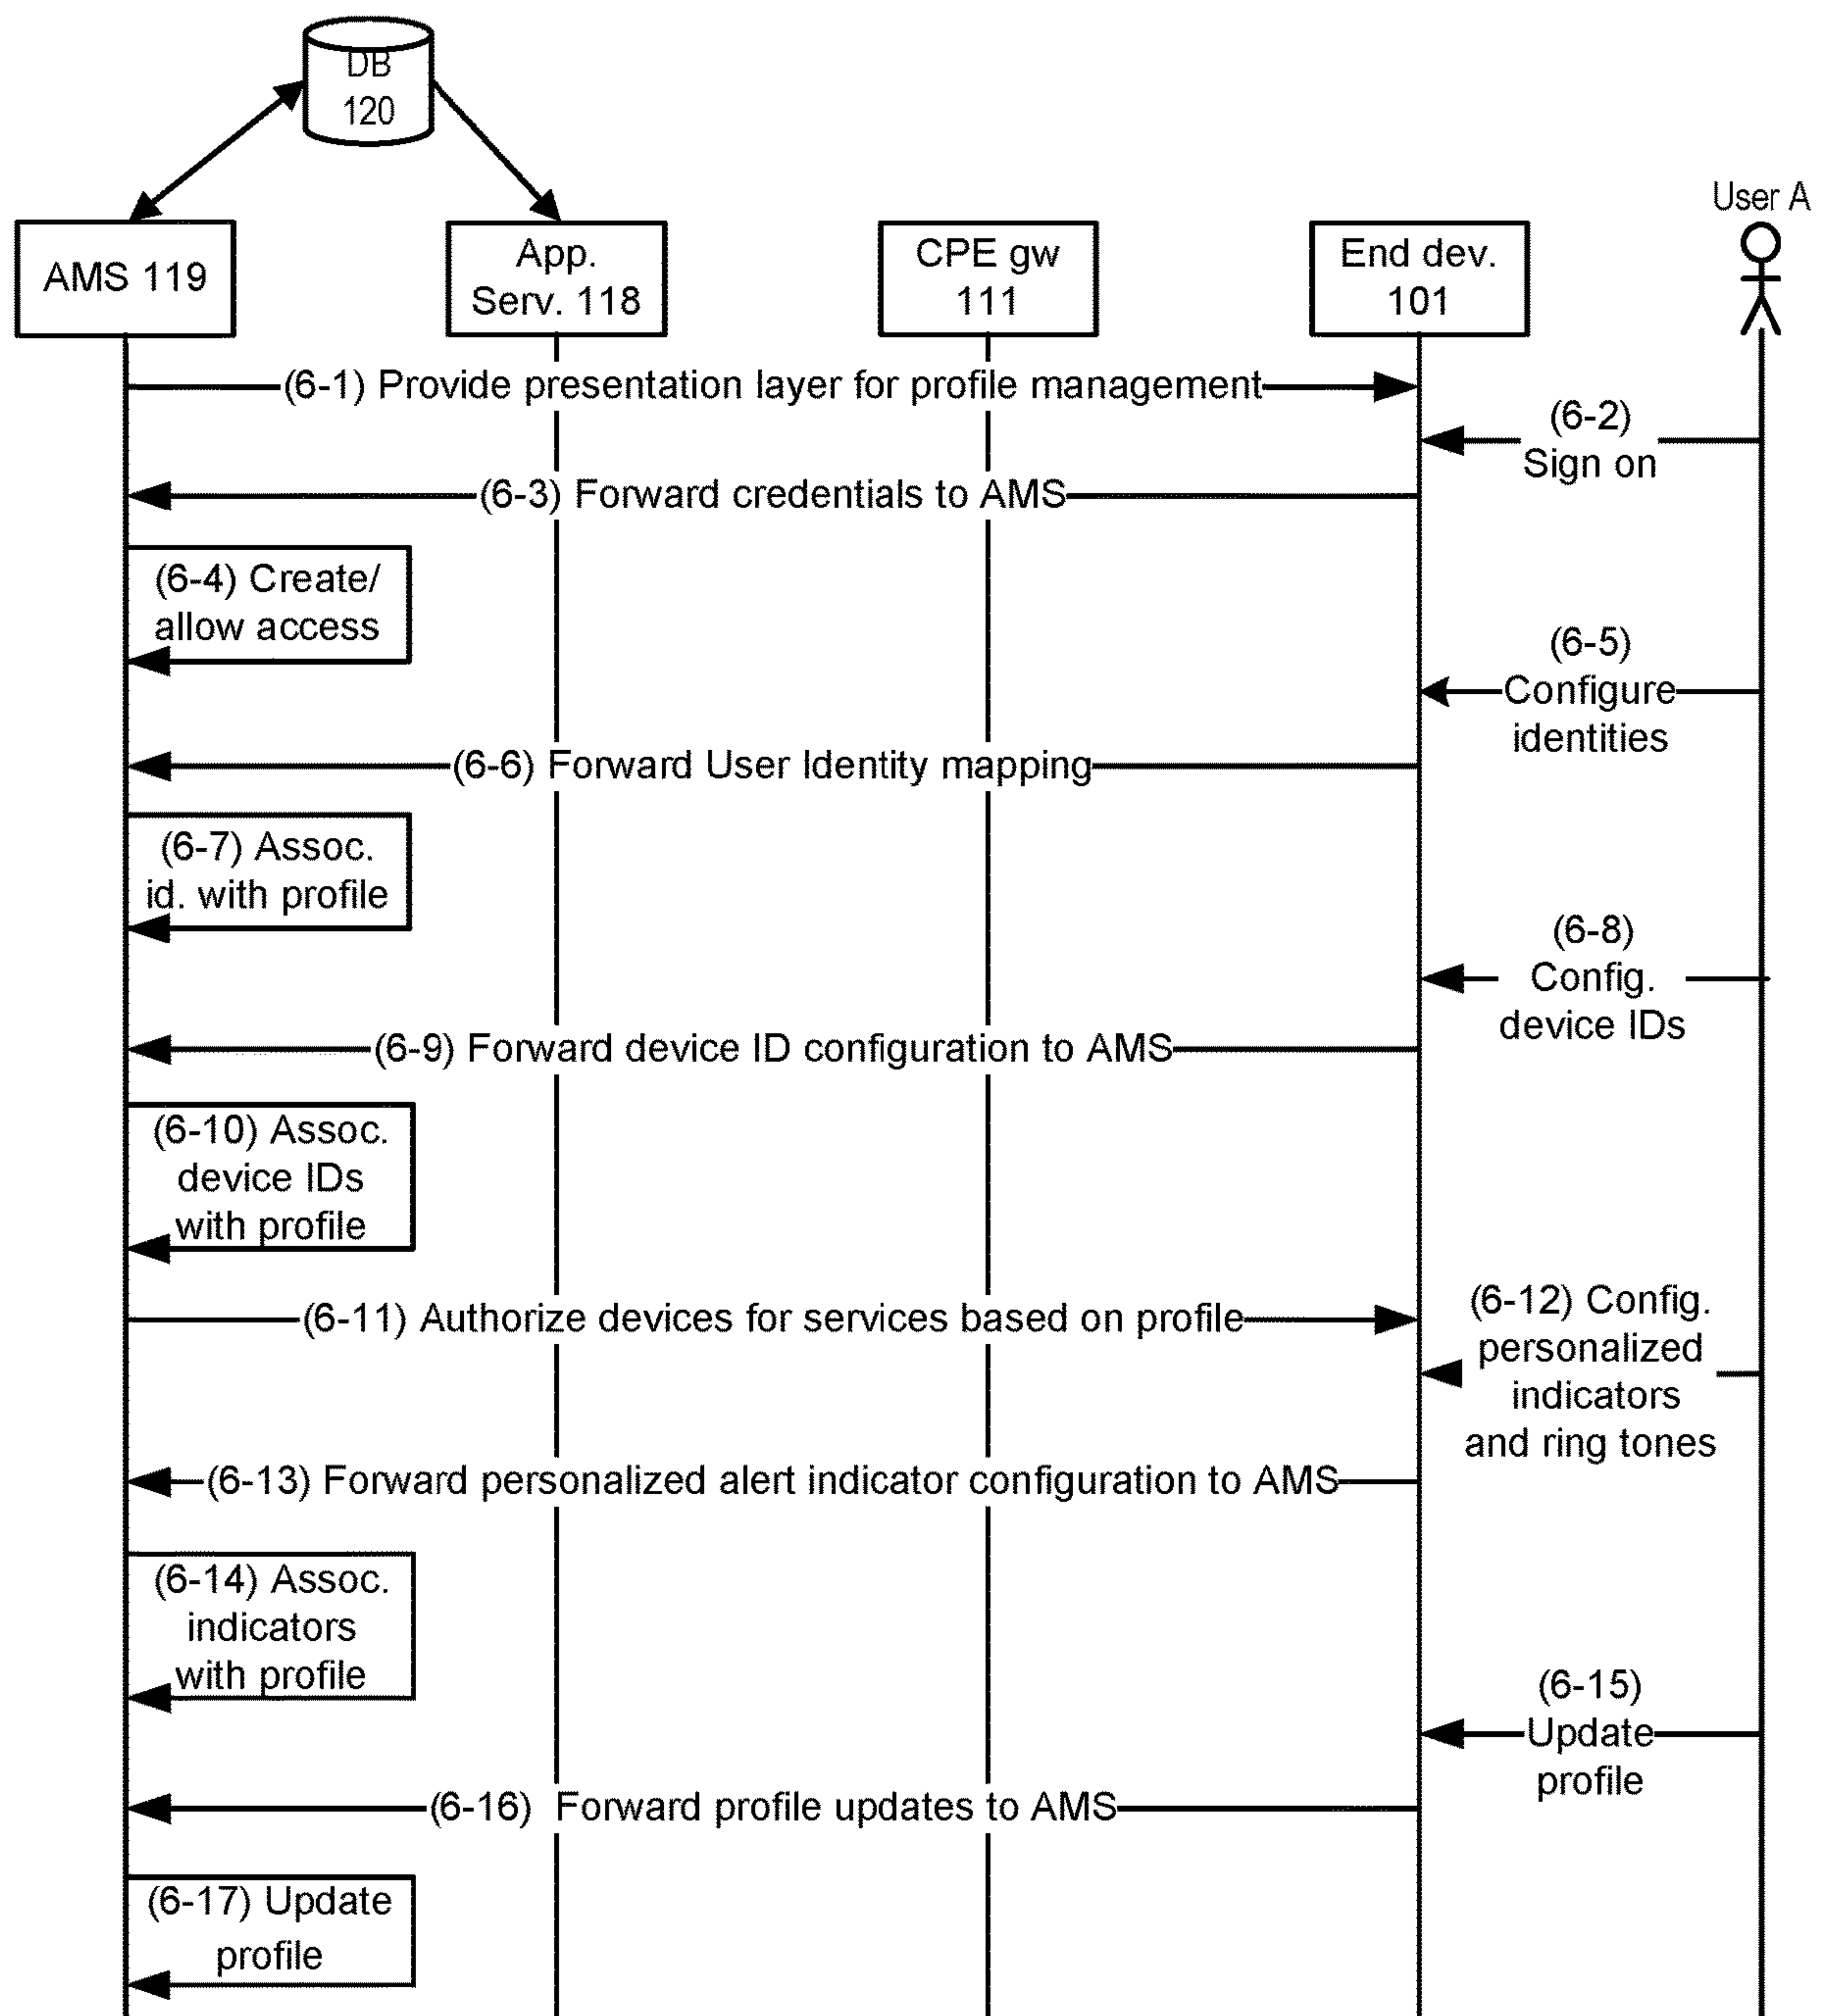 DB
120
User A
AMS 119
App.
Serv. 118
CPE gw
111
End dev.
101
(6-1) Provide presentation layer for profile management
(6-2)
Sign on
(6-3) Forward credentials to AMS
(6-4) Create/
allow access
(6-5)
Configure
identities
(6-6) Forward User Identity mapping
(6-7) Assoc.
id. with profile
(6-8)
Config.
device IDs
(6-9) Forward device ID configuration to AMS
(6-10) Assoc.
device IDs
with profile
(6-11) Authorize devices for services based on profile
(6-12) Config.
personalized
indicators
and ring tones
(6-13) Forward personalized alert indicator configuration to AMS
(6-14) Assoc.
indicators
with profile
(6-15)
Update
profile
(6-16) Forward profile updates to AMS
(6-17) Update
profile